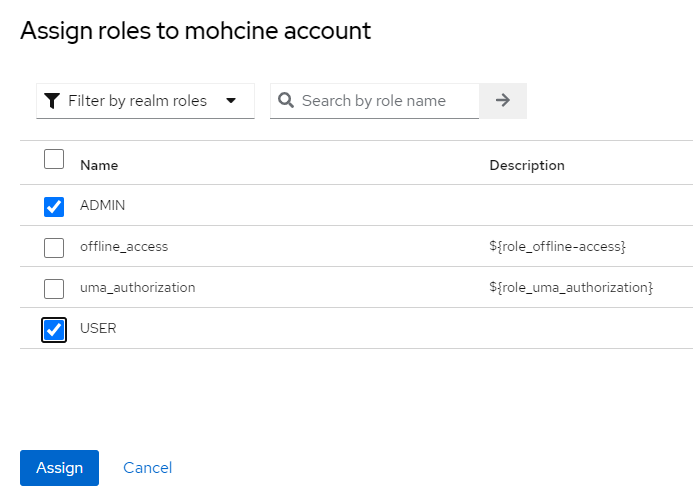 Assign roles to mohcine account
Filter by realm roles Search by role name
Name Description
ADMIN
offline_access ${role_offline-access}
uma_authorization ${role_uma_authorization}
USER
Assign Cancel